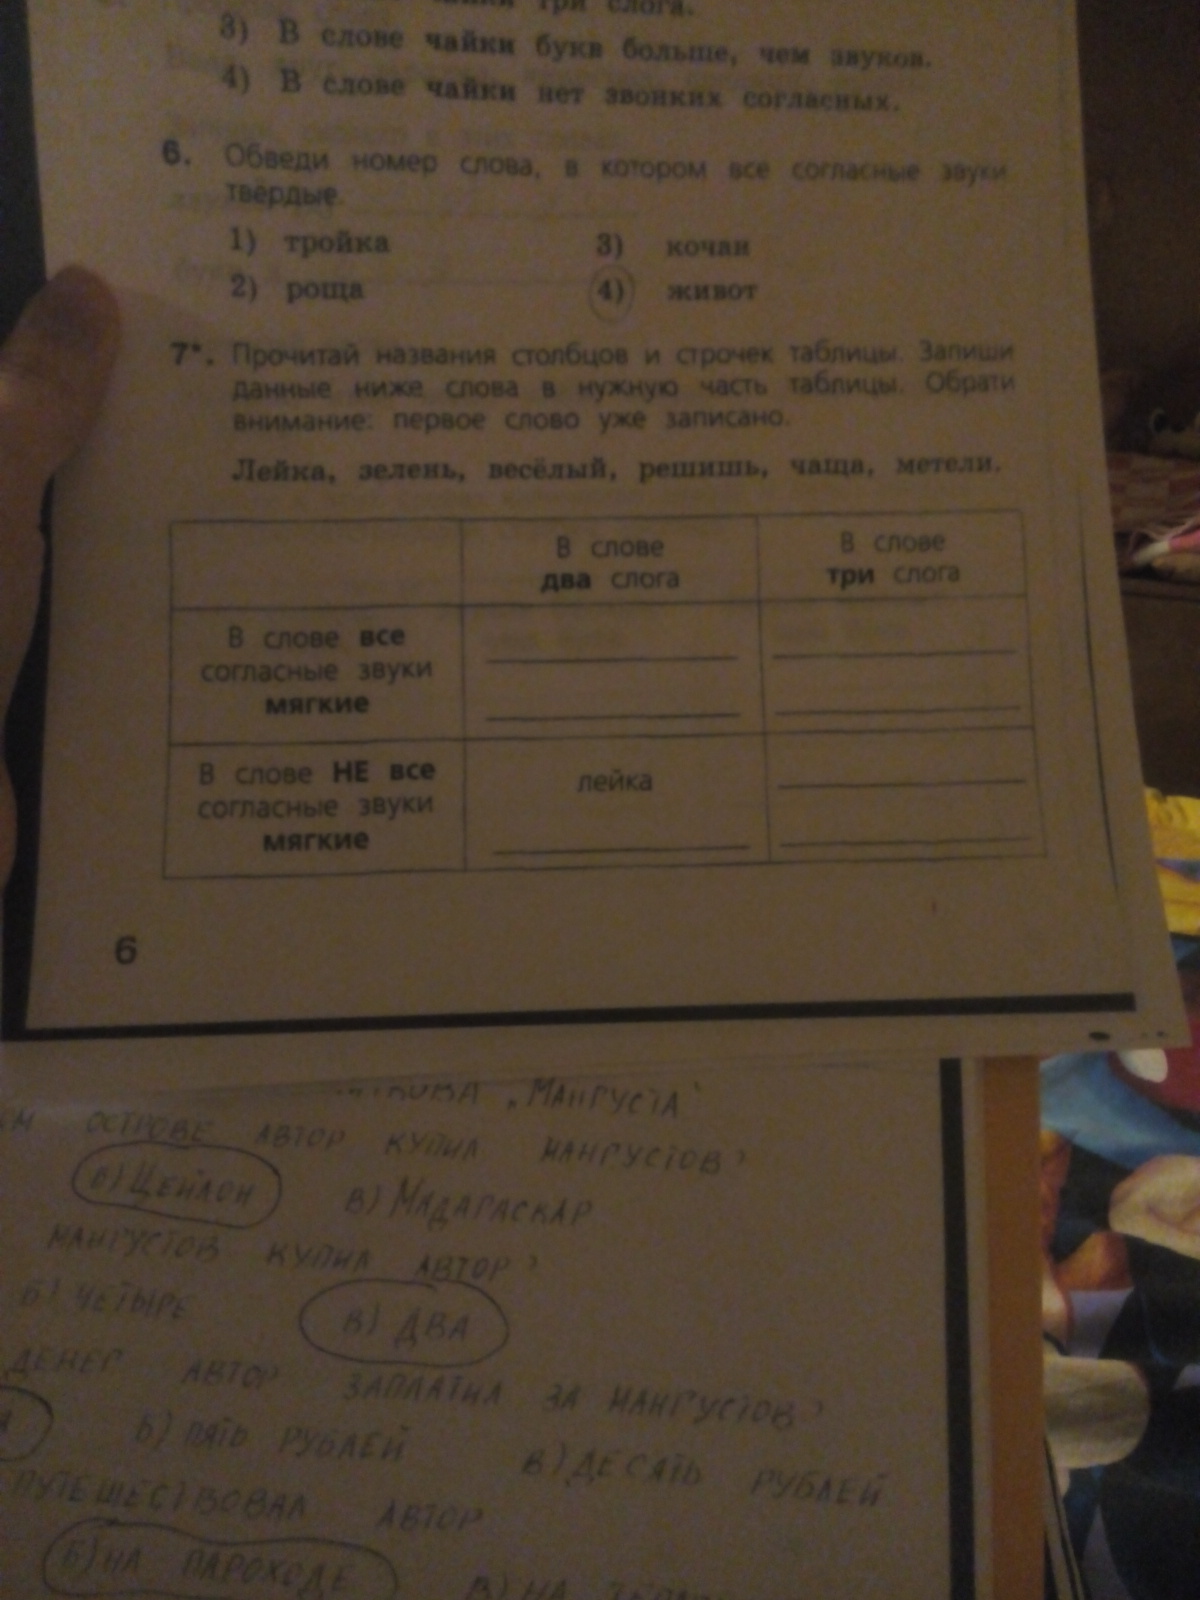 три слога.
3) В слове чайки букв больше, чем звуков.
4) В слове чайки нет звонких согласных.
6. Обведи номер слова, в котором все согласные звуки
твёрдые.
1) тройка 3) кочан
2) роща 4) живот
7*. Прочитай названия столбцов и строчек таблицы. Запиши
данные ниже слова в нужную часть таблицы. Обрати
внимание: первое слово уже записано.
Лейка, зелень, весёлый, решишь, чаща, метели.
В слове
два слога
В слове
три слога
В слове все
согласные звуки
мягкие
В слове НЕ все
согласные звуки
мягкие
лейка
6
„Мангуста"
ОСТРОВЕ АВТОР КУПИЛ МАНГУСТОВ?
Б) ЦЕЙЛОН В) МАДАГАСКАР
МАНГУСТОВ КУПИЛ АВТОР?
Б) ЧЕТЫРЕ В) ДВА
ДЕНЕГ АВТОР ЗАПЛАТИЛ ЗА МАНГУСТОВ?
Б) ПЯТЬ РУБЛЕЙ В) ДЕСЯТЬ РУБЛЕЙ
ПУТЕШЕСТВОВАЛ АВТОР
Б) НА ПАРОХОДЕ В) НА